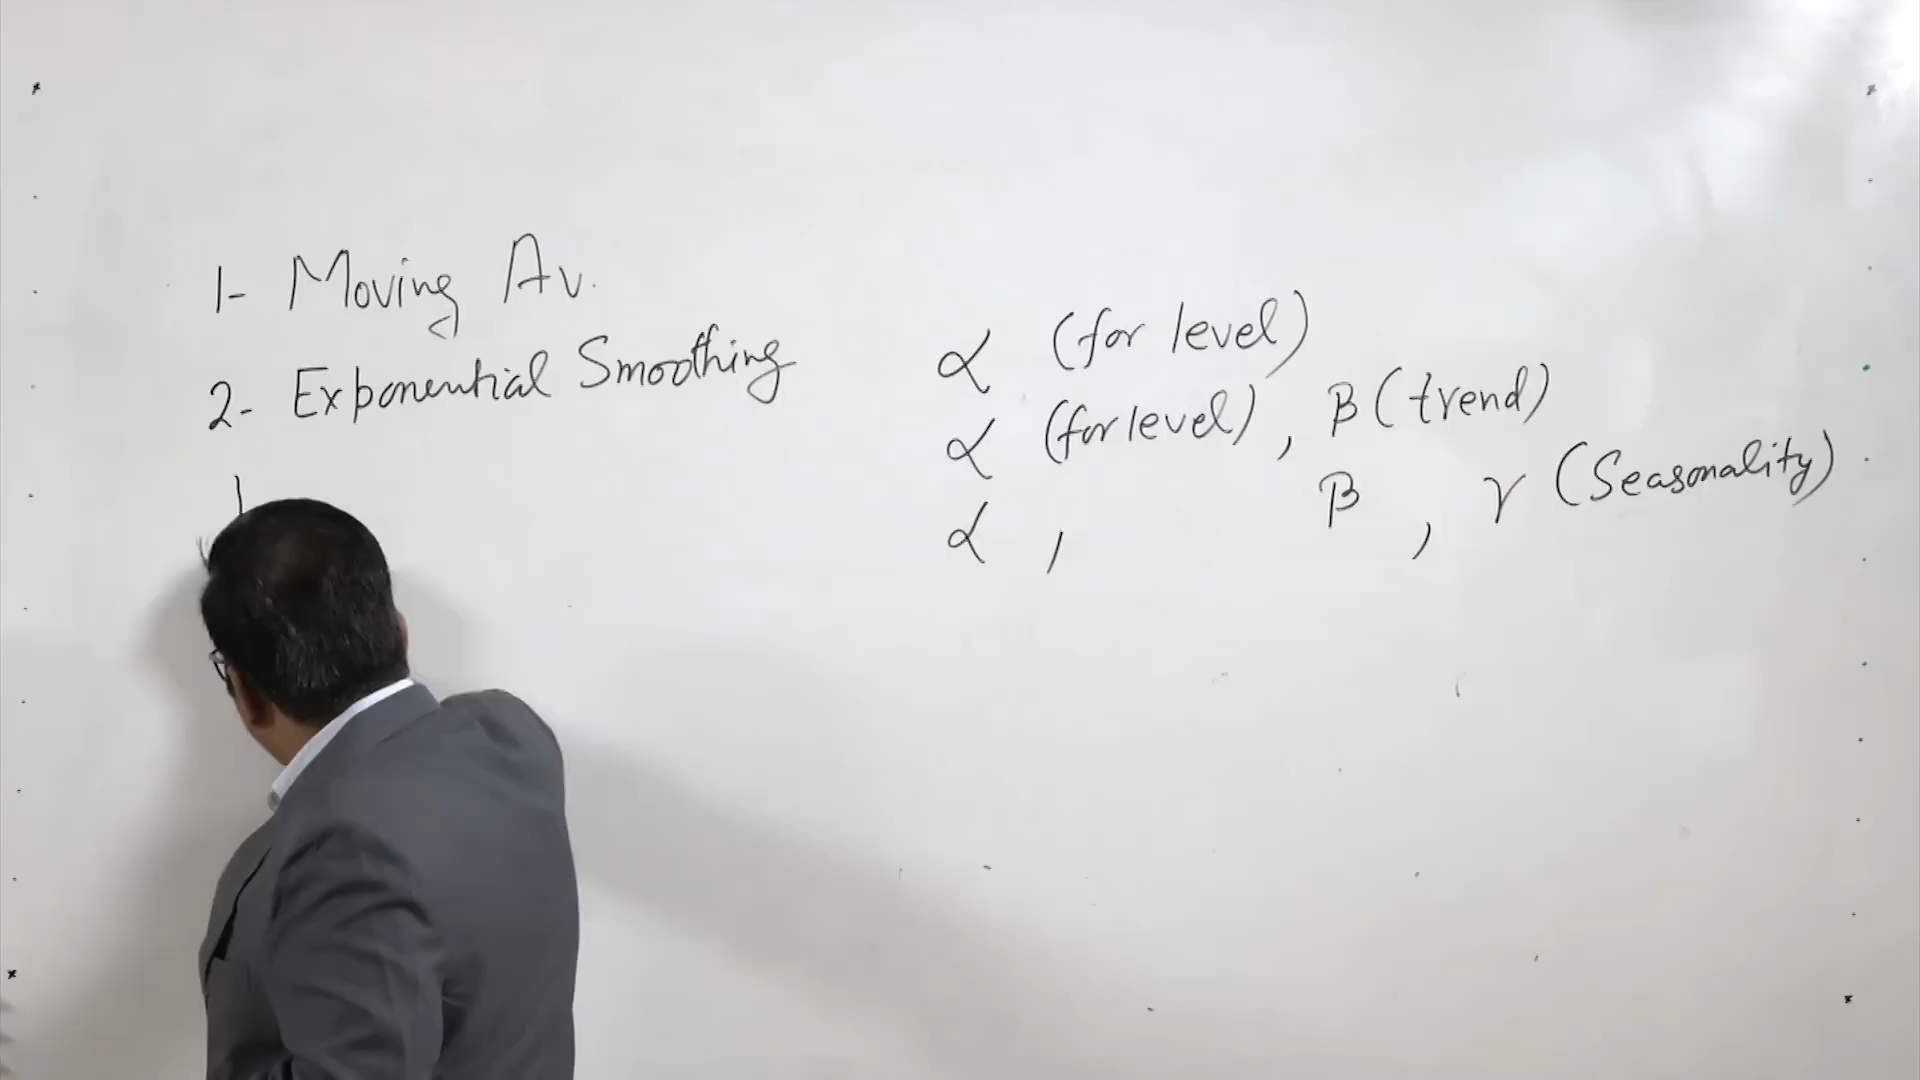 1- Moving Av.
2- Exponential Smoothing
α (for level)
α (for level), β (trend)
α, β, γ (Seasonality)